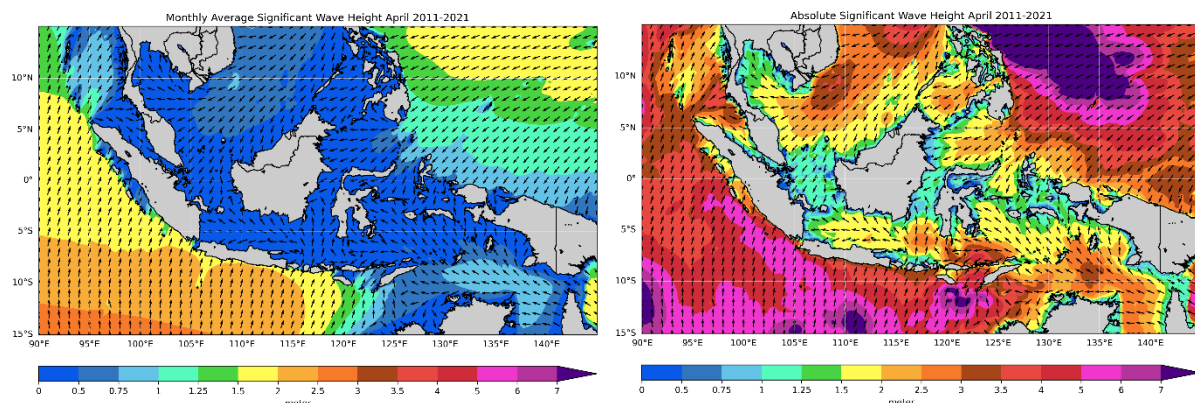 Monthly Average Significant Wave Height April 2011-2021
10°N
5°N
0°
5°S
10°S
15°S
90°E 95°E 100°E 105°E 110°E 115°E 120°E 125°E 130°E 135°E 140°E
0 0.5 0.75 1 1.25 1.5 2 2.5 3 3.5 4 5 6 7
meter
Absolute Significant Wave Height April 2011-2021
10°N
5°N
0°
5°S
10°S
15°S
90°E 95°E 100°E 105°E 110°E 115°E 120°E 125°E 130°E 135°E 140°E
0 0.5 0.75 1 1.25 1.5 2 2.5 3 3.5 4 5 6 7
meter